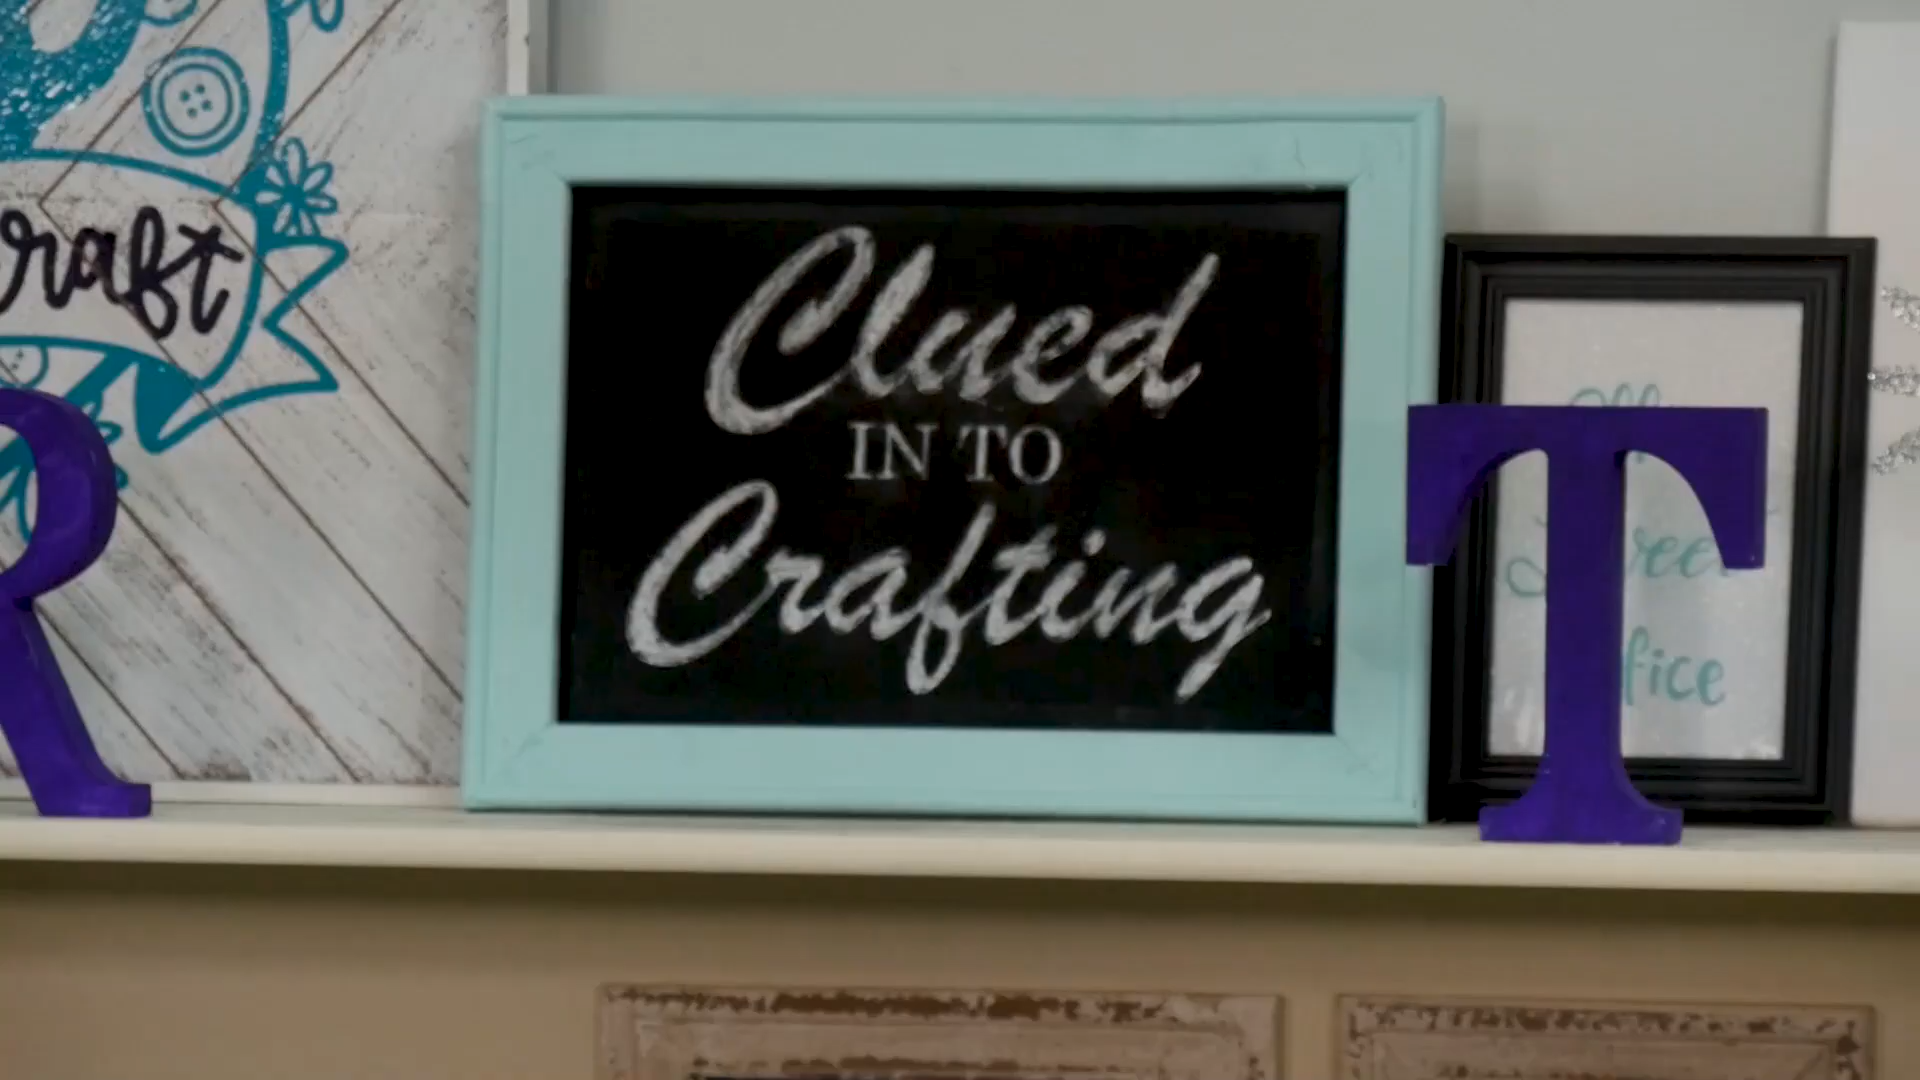 raft
R
Clued
IN TO
Crafting
T
fice